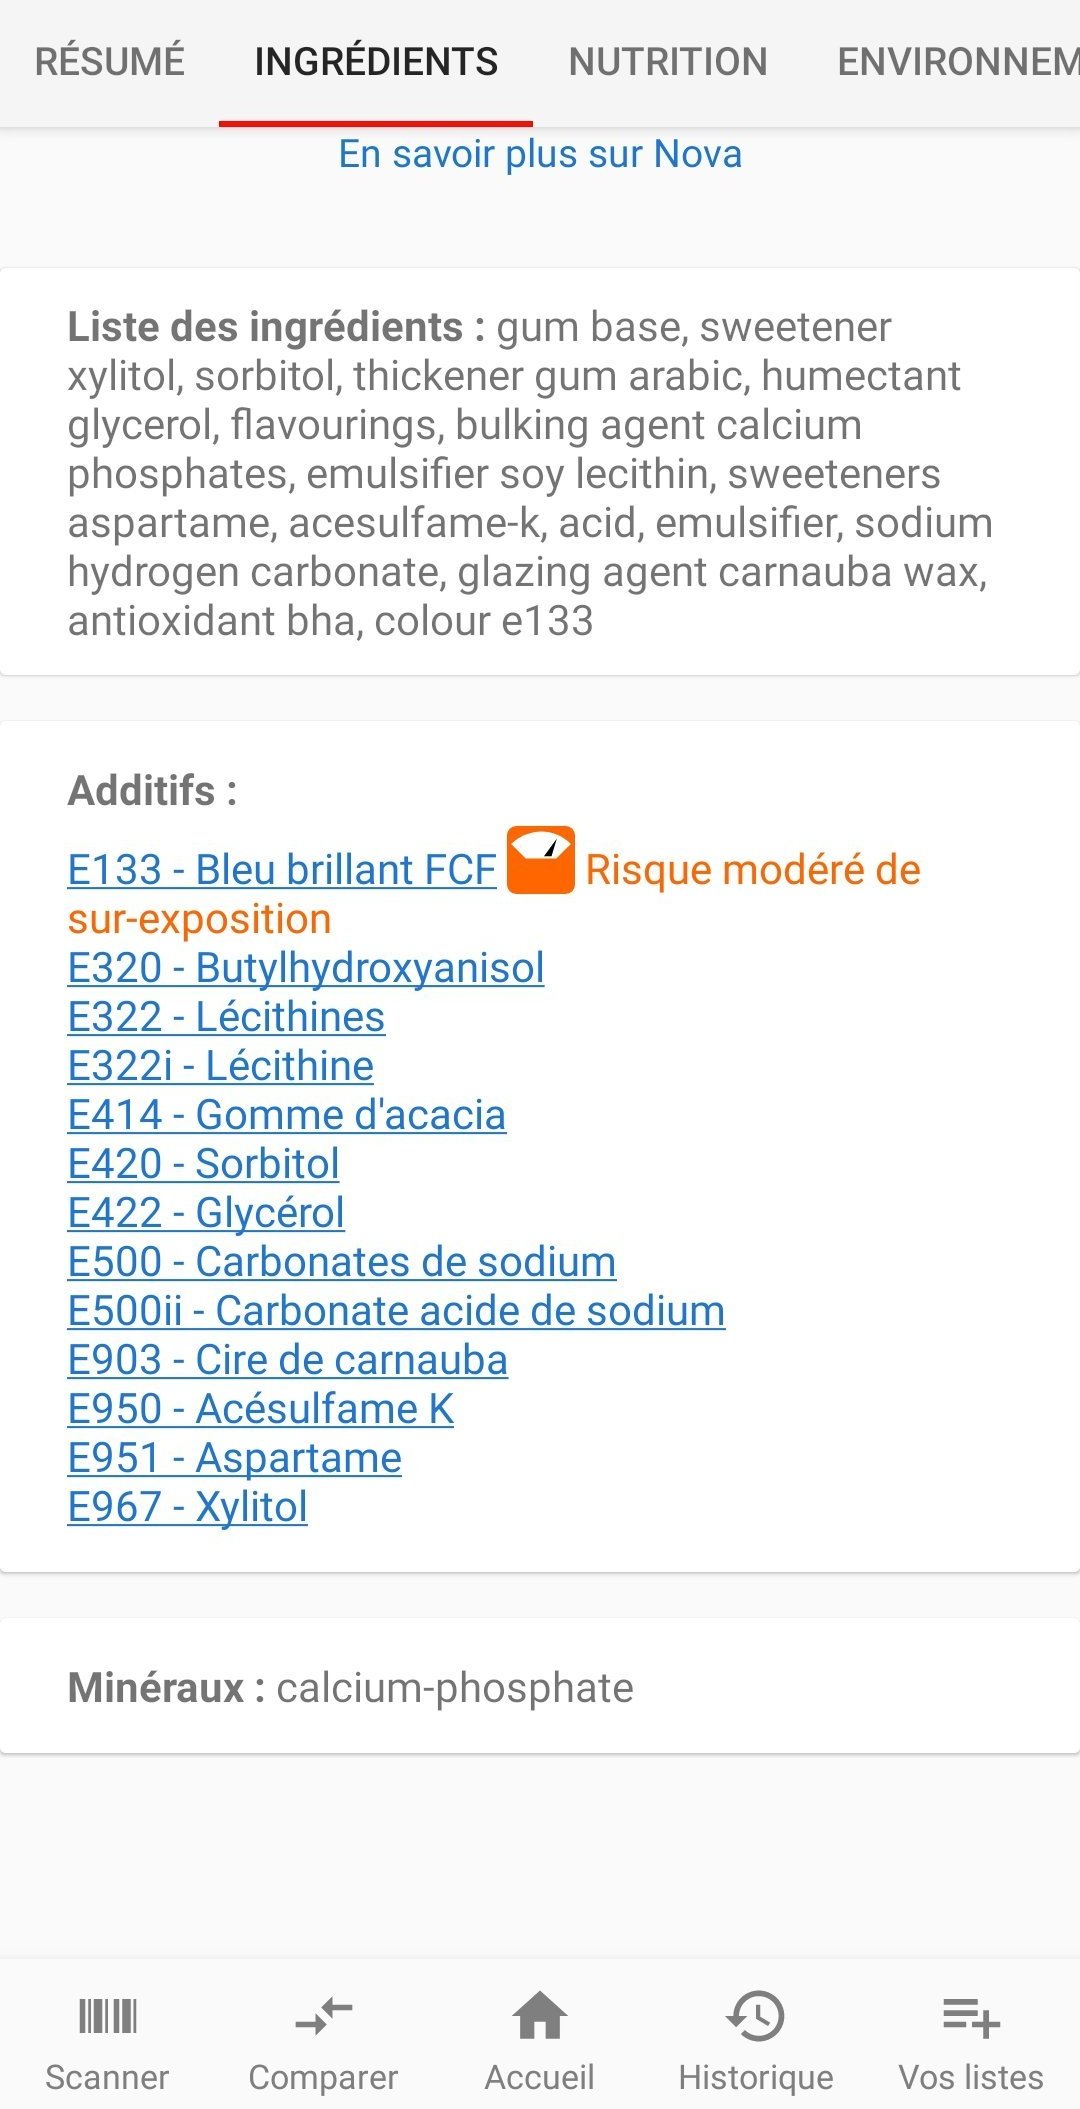 RÉSUMÉ INGRÉDIENTS NUTRITION ENVIRONNEM
En savoir plus sur Nova
Liste des ingrédients : gum base, sweetener
xylitol, sorbitol, thickener gum arabic, humectant
glycerol, flavourings, bulking agent calcium
phosphates, emulsifier soy lecithin, sweeteners
aspartame, acesulfame-k, acid, emulsifier, sodium
hydrogen carbonate, glazing agent carnauba wax,
antioxidant bha, colour e133
Additifs :
E133 - Bleu brillant FCF Risque modéré de
sur-exposition
E320 - Butylhydroxyanisol
E322 - Lécithines
E322i - Lécithine
E414 - Gomme d'acacia
E420 - Sorbitol
E422 - Glycérol
E500 - Carbonates de sodium
E500ii - Carbonate acide de sodium
E903 - Cire de carnauba
E950 - Acésulfame K
E951 - Aspartame
E967 - Xylitol
Minéraux : calcium-phosphate
Scanner Comparer Accueil Historique Vos listes